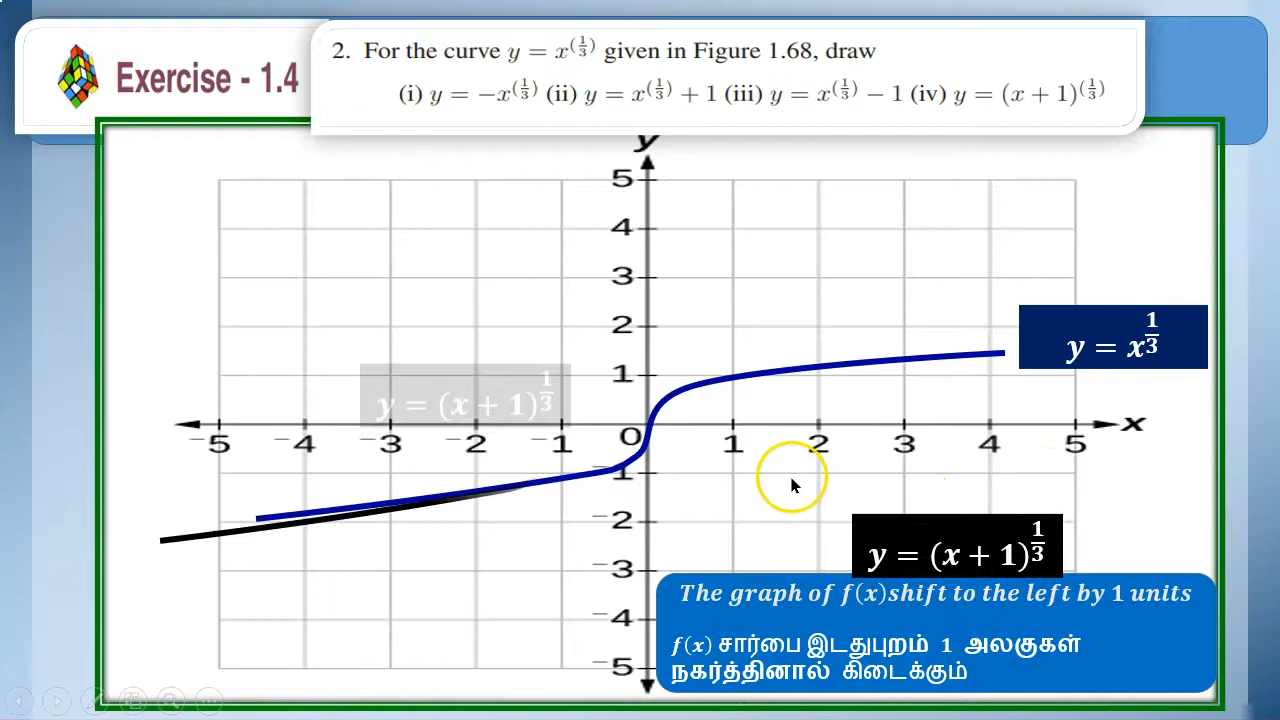 Exercise - 1.4
2. For the curve y = x^(1/3) given in Figure 1.68, draw
(i) y = −x^(1/3) (ii) y = x^(1/3) + 1 (iii) y = x^(1/3) − 1 (iv) y = (x + 1)^(1/3)
y
5
4
3
2
y = x^1/3
1
y = (x + 1)^1/3
x
−5 −4 −3 −2 −1 0 1 2 3 4 5
−1
−2
y = (x + 1)^1/3
−3
The graph of f(x)shift to the left by 1 units
−4
f(x) சார்பை இடதுபுறம் 1 அலகுகள்
நகர்த்தினால் கிடைக்கும்
−5